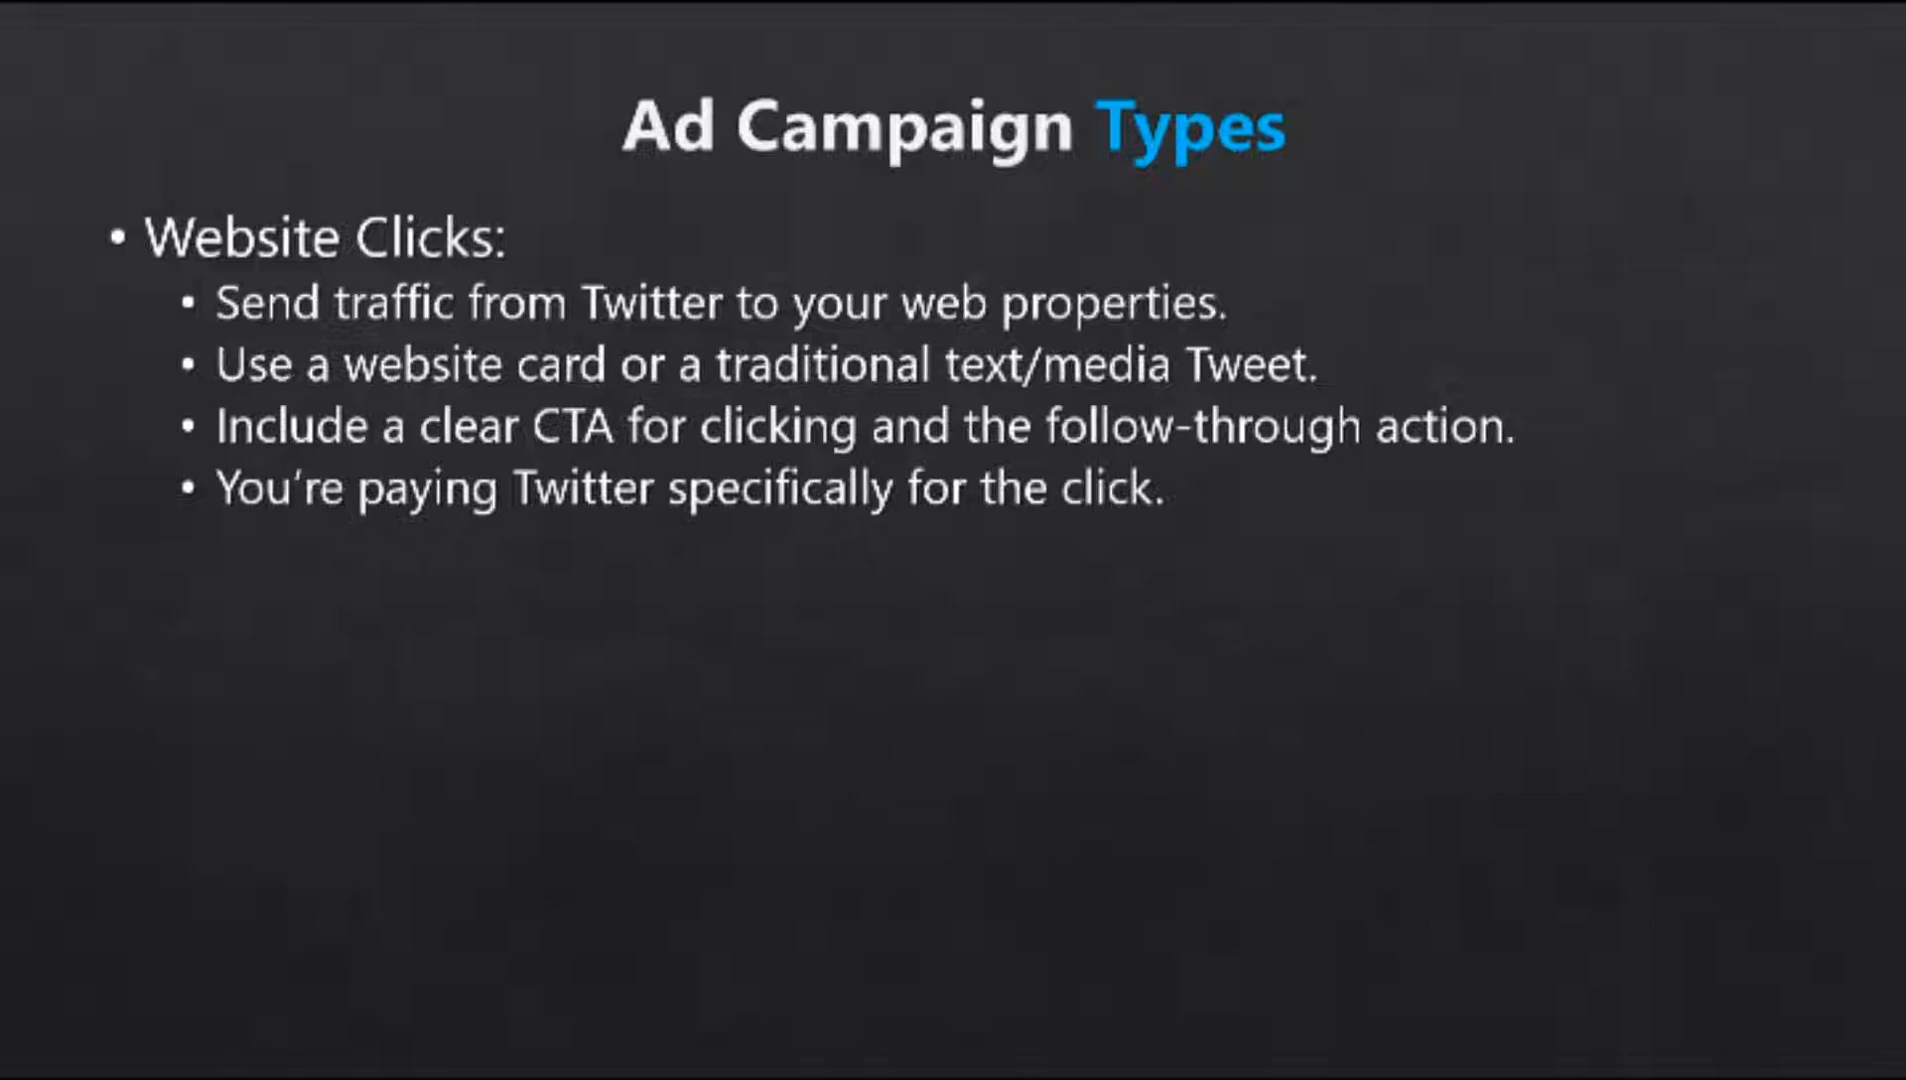 Ad Campaign Types
• Website Clicks:
• Send traffic from Twitter to your web properties.
• Use a website card or a traditional text/media Tweet.
• Include a clear CTA for clicking and the follow-through action.
• You're paying Twitter specifically for the click.